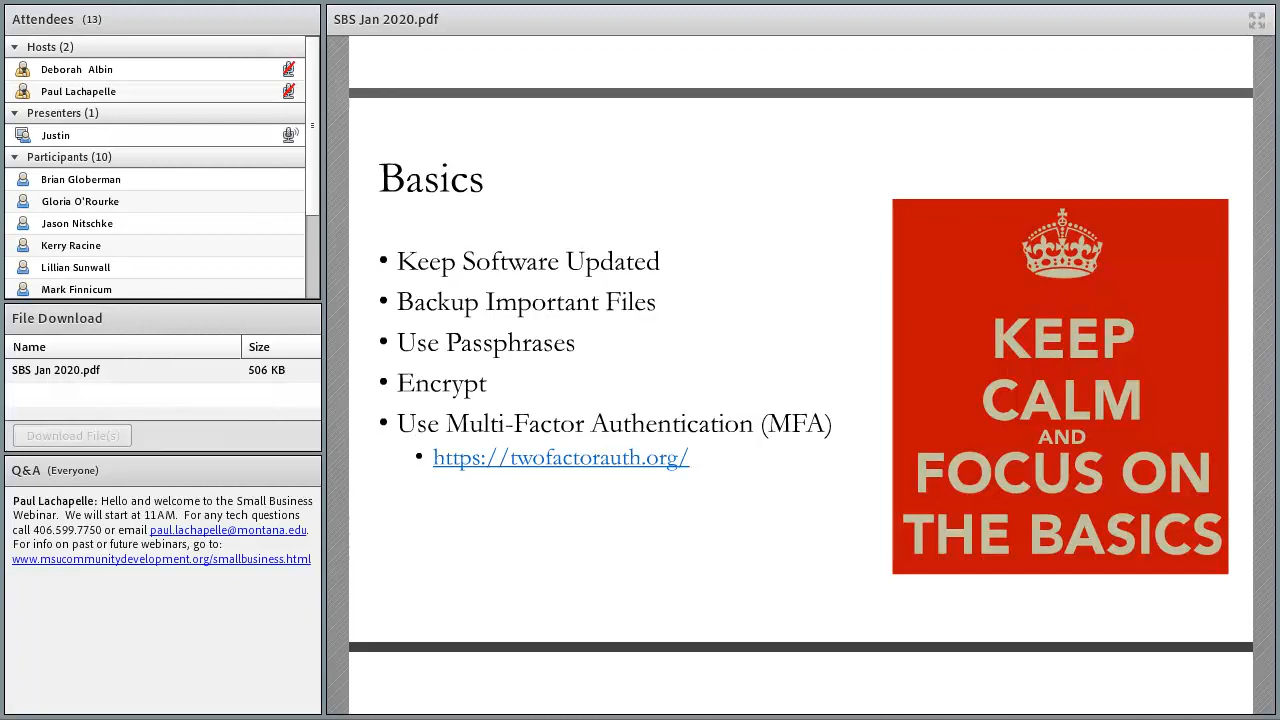 Attendees (13)
Hosts (2)
Deborah Albin
Paul Lachapelle
Presenters (1)
Justin
Participants (10)
Brian Globerman
Gloria O'Rourke
Jason Nitschke
Kerry Racine
Lillian Sunwall
Mark Finnicum
File Download
Name Size
SBS Jan 2020.pdf 506 KB
Download File(s)
Q&A (Everyone)
Paul Lachapelle: Hello and welcome to the Small Business
Webinar. We will start at 11AM. For any tech questions
call 406.599.7750 or email paul.lachapelle@montana.edu.
For info on past or future webinars, go to:
www.msucommunitydevelopment.org/smallbusiness.html
SBS Jan 2020.pdf
Basics
• Keep Software Updated
• Backup Important Files
• Use Passphrases
• Encrypt
• Use Multi-Factor Authentication (MFA)
• https://twofactorauth.org/
KEEP
CALM
AND
FOCUS ON
THE BASICS